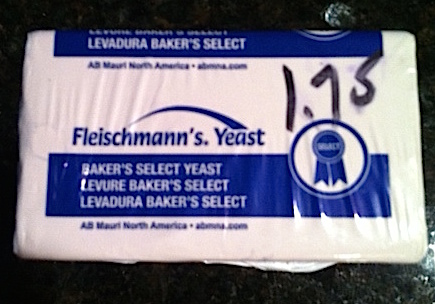 LEVURE BAKER'S SELECT
LEVADURA BAKER'S SELECT
AB Mauri North America • abmna.com
1.75
Fleischmann's. Yeast
SELECT
BAKER'S SELECT YEAST
LEVURE BAKER'S SELECT
LEVADURA BAKER'S SELECT
AB Mauri North America • abmna.com